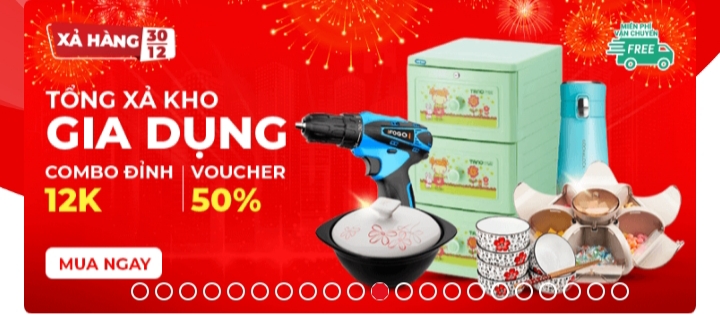 XẢ HÀNG 30
12
MIỄN PHÍ
VẬN CHUYỂN
FREE
TỔNG XẢ KHO
GIA DỤNG
COMBO ĐỈNH VOUCHER
12K 50%
MUA NGAY